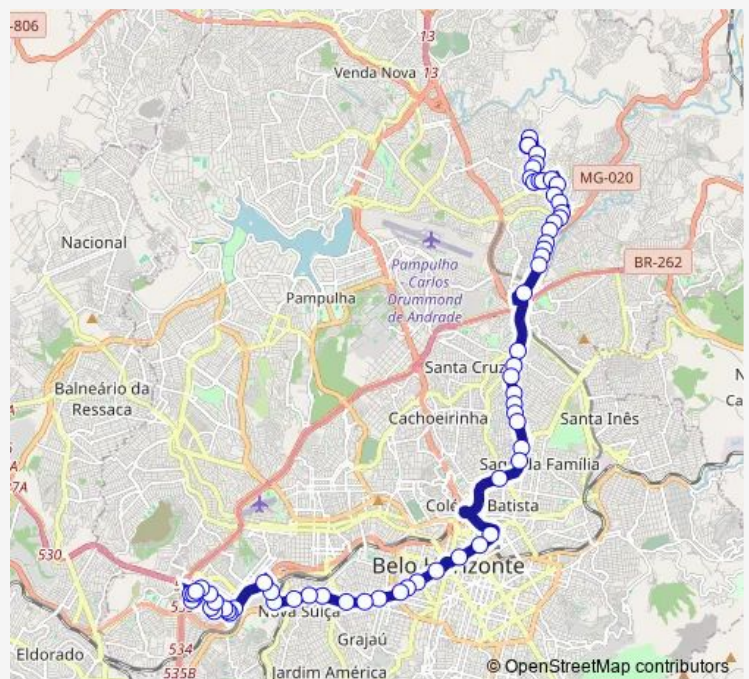 -806
13
Venda Nova
13
MG-020
Nacional
Pampulha
- Carlos
Drummond
de Andrade
BR-262
Pampulha
Santa Cruz
Balneário da
Ressaca
Cachoeirinha
Santa Inês
N
Ca
Família
7A
530
Batista
Belo
Nova Suíça
534
Grajaú
Eldorado
535B
Jardim América
© OpenStreetMap contributors